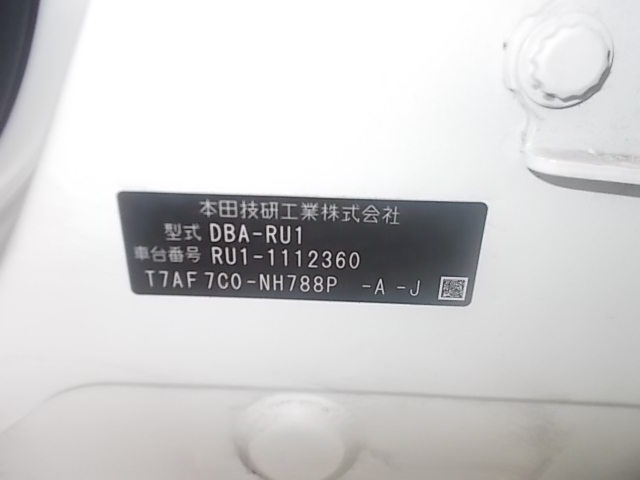 本田技研工業株式会社
型式 DBA-RU1
車台番号 RU1-1112360
T7AF7C0-NH788P -A -J